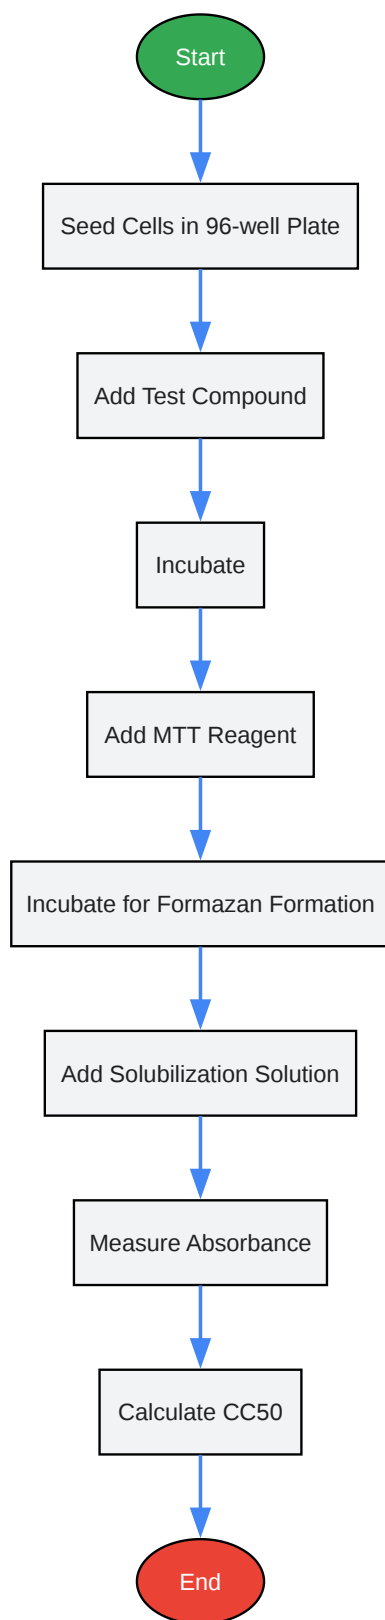 Start
Seed Cells in 96-well Plate
Add Test Compound
Incubate
Add MTT Reagent
Incubate for Formazan Formation
Add Solubilization Solution
Measure Absorbance
Calculate CC50
End